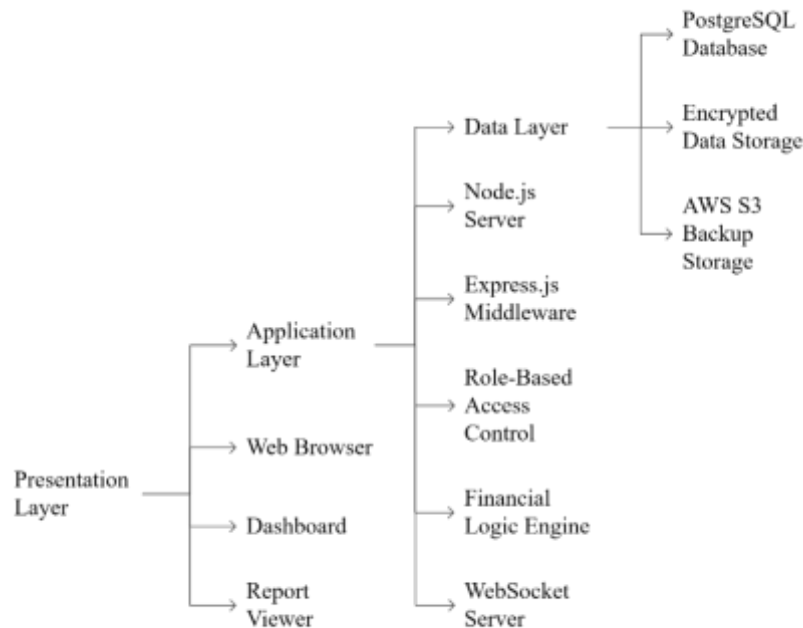 PostgreSQL
Database
Data Layer
Encrypted
Data Storage
Node.js
Server
AWS S3
Backup
Storage
Express.js
Middleware
Application
Layer
Role-Based
Access
Control
Web Browser
Presentation
Layer
Financial
Logic Engine
Dashboard
Report
Viewer
WebSocket
Server